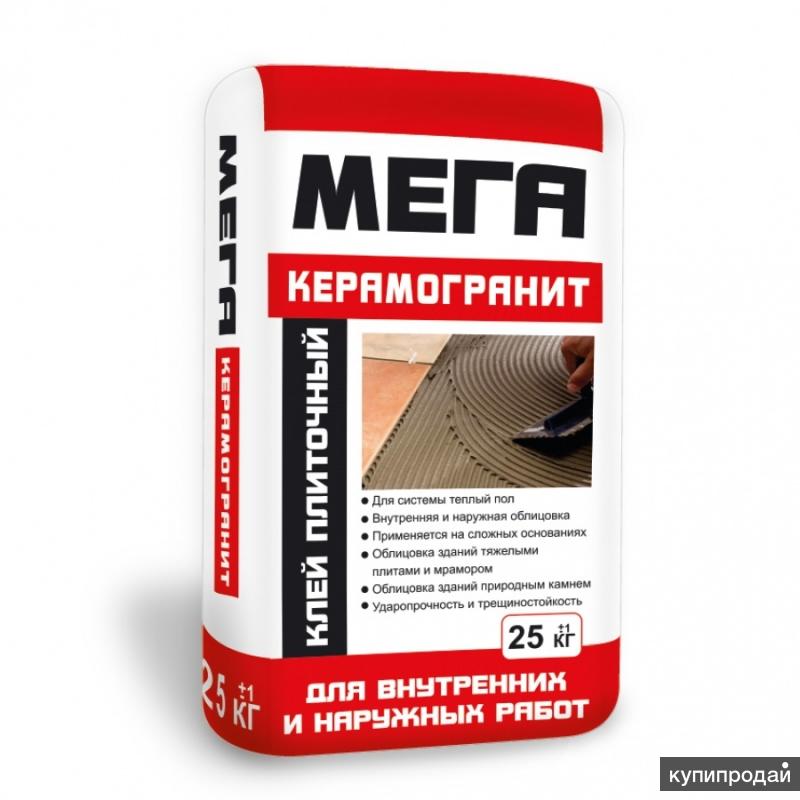 МЕГА
КЕРАМОГРАНИТ
КЛЕЙ ПЛИТОЧНЫЙ
● Для системы теплый пол
● Внутренняя и наружная облицовка
● Применяется на сложных основаниях
● Облицовка зданий тяжелыми
плитами и мрамором
● Облицовка зданий природным камнем
● Ударопрочность и трещиностойкость
25 ±1 кг
ДЛЯ ВНУТРЕННИХ
И НАРУЖНЫХ РАБОТ
МЕГА
КЕРАМОГРАНИТ
25 ±1 кг
купипродай